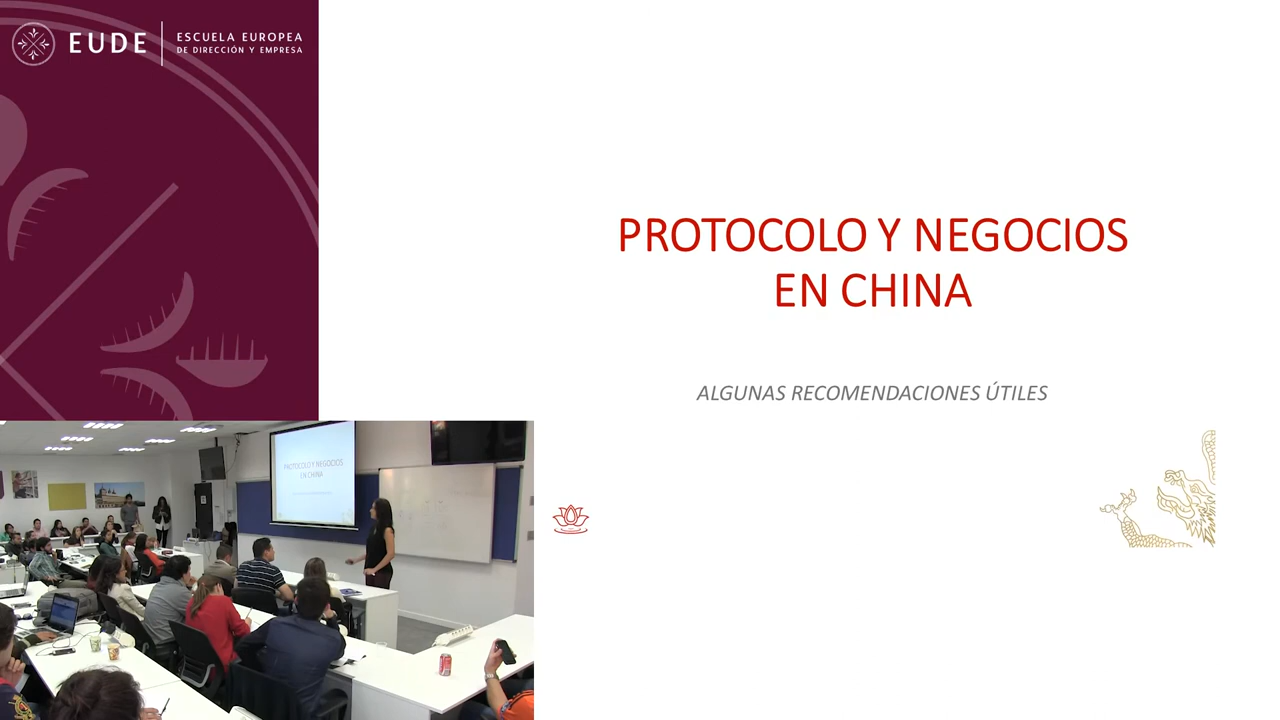 EUDE
ESCUELA EUROPEA
DE DIRECCIÓN Y EMPRESA
PROTOCOLO Y NEGOCIOS
EN CHINA
ALGUNAS RECOMENDACIONES ÚTILES
PROTOCOLO Y NEGOCIOS
EN CHINA